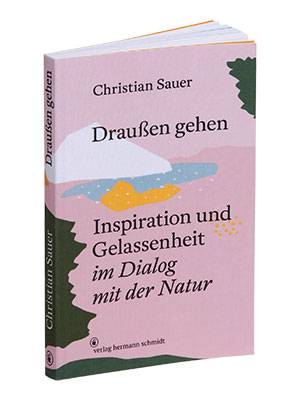 Christian Sauer
Draußen gehen
Inspiration und
Gelassenheit
im Dialog
mit der Natur
verlag hermann schmidt
Draußen gehen
Christian Sauer